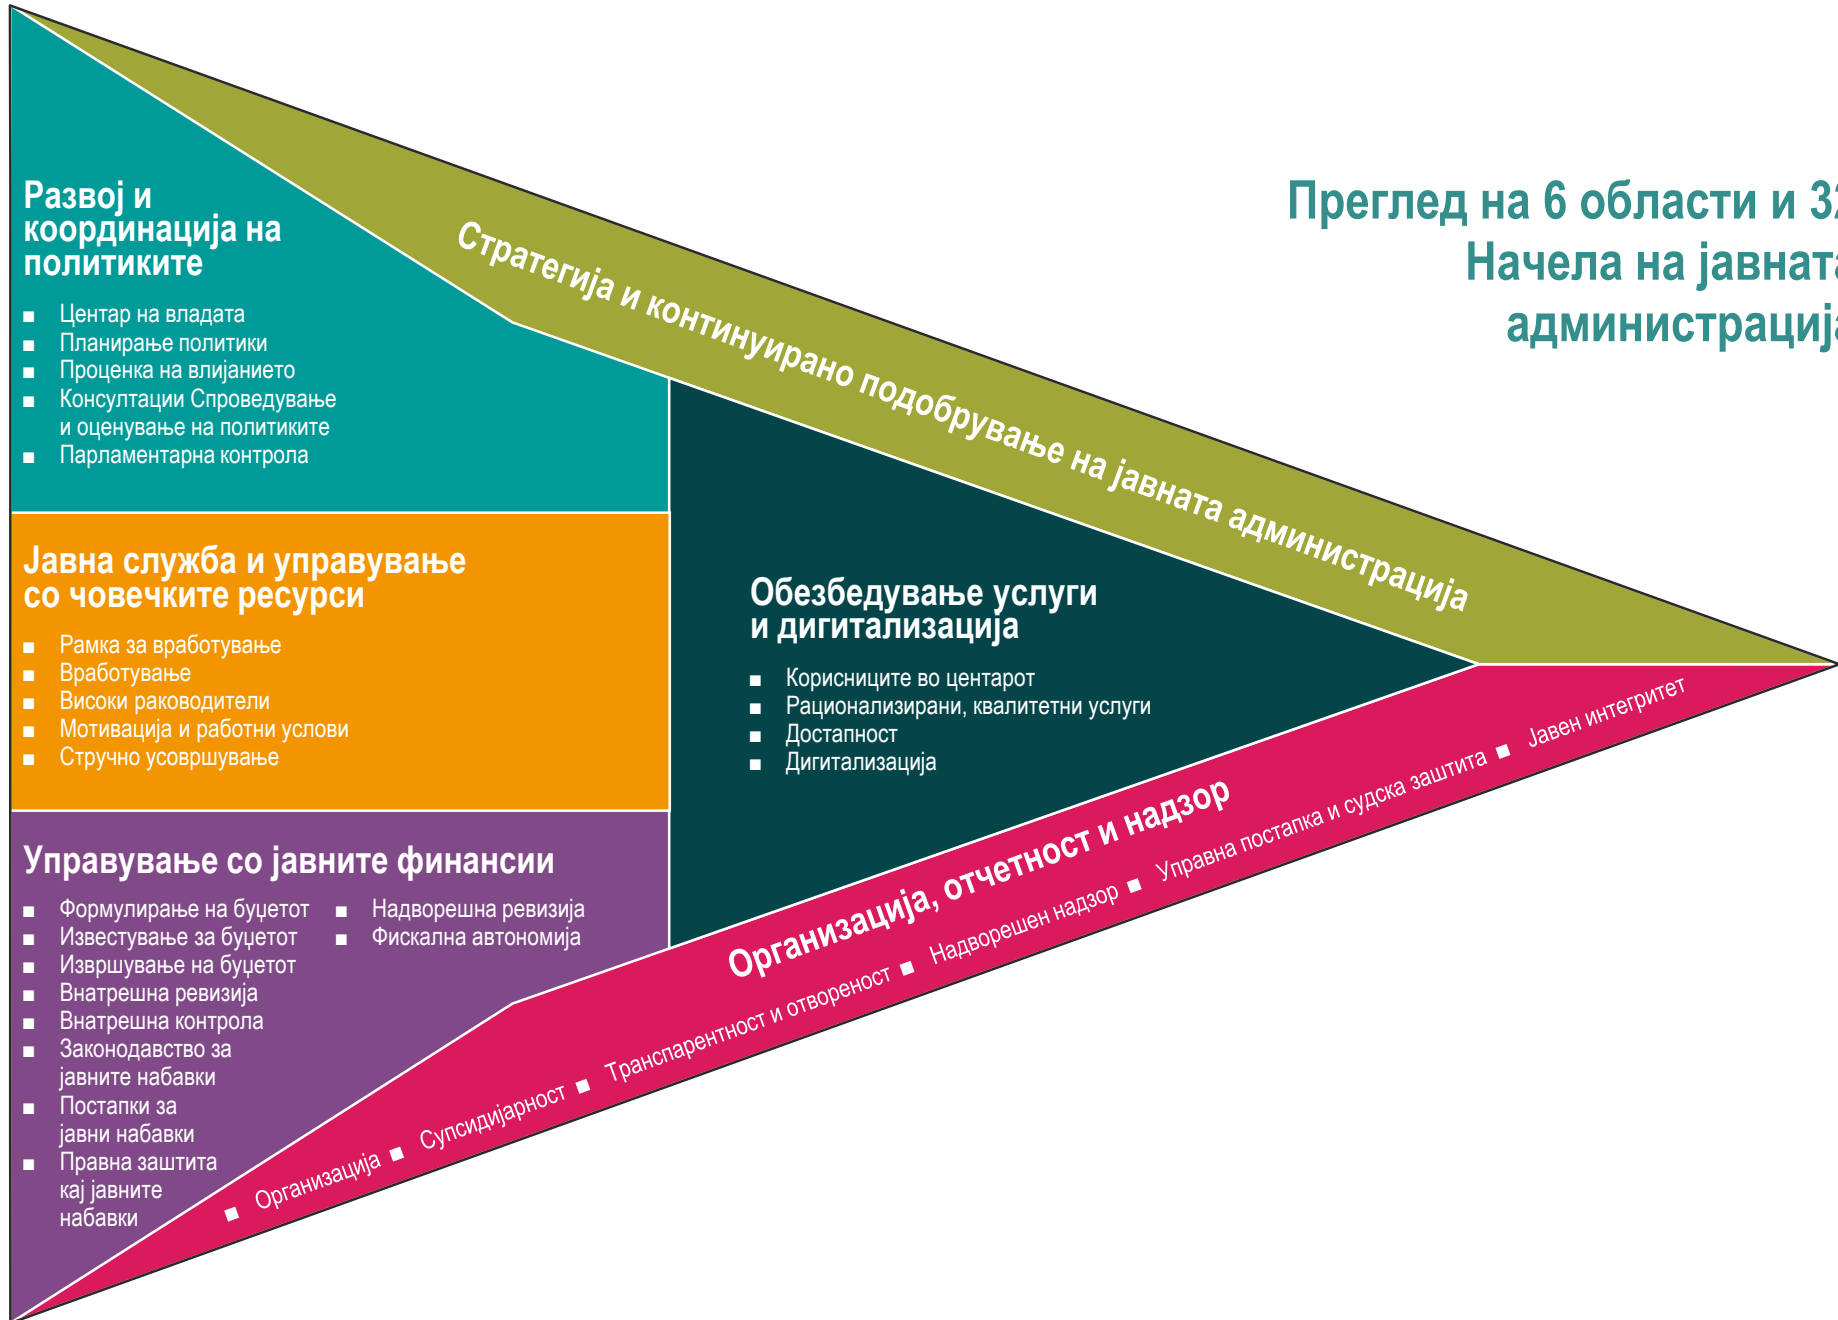 Преглед на 6 области и 32
Начела на јавната
администрација
Стратегија и континуирано подобрување на јавната администрација
Развој и
координација на
политиките
■ Центар на владата
■ Планирање политики
■ Проценка на влијанието
■ Консултации Спроведување
и оценување на политиките
■ Парламентарна контрола
Јавна служба и управување
со човечките ресурси
■ Рамка за вработување
■ Вработување
■ Високи раководители
■ Мотивација и работни услови
■ Стручно усовршување
Управување со јавните финансии
■ Формулирање на буџетот
■ Известување за буџетот
■ Извршување на буџетот
■ Внатрешна ревизија
■ Внатрешна контрола
■ Законодавство за
јавните набавки
■ Постапки за
јавни набавки
■ Правна заштита
кај јавните
набавки
■ Надворешна ревизија
■ Фискална автономија
Обезбедување услуги
и дигитализација
■ Корисниците во центарот
■ Рационализирани, квалитетни услуги
■ Достапност
■ Дигитализација
Организација, отчетност и надзор
■ Организација ■ Супсидијарност ■ Транспарентност и отвореност ■ Надворешен надзор ■ Управна постапка и судска заштита ■ Јавен интегритет